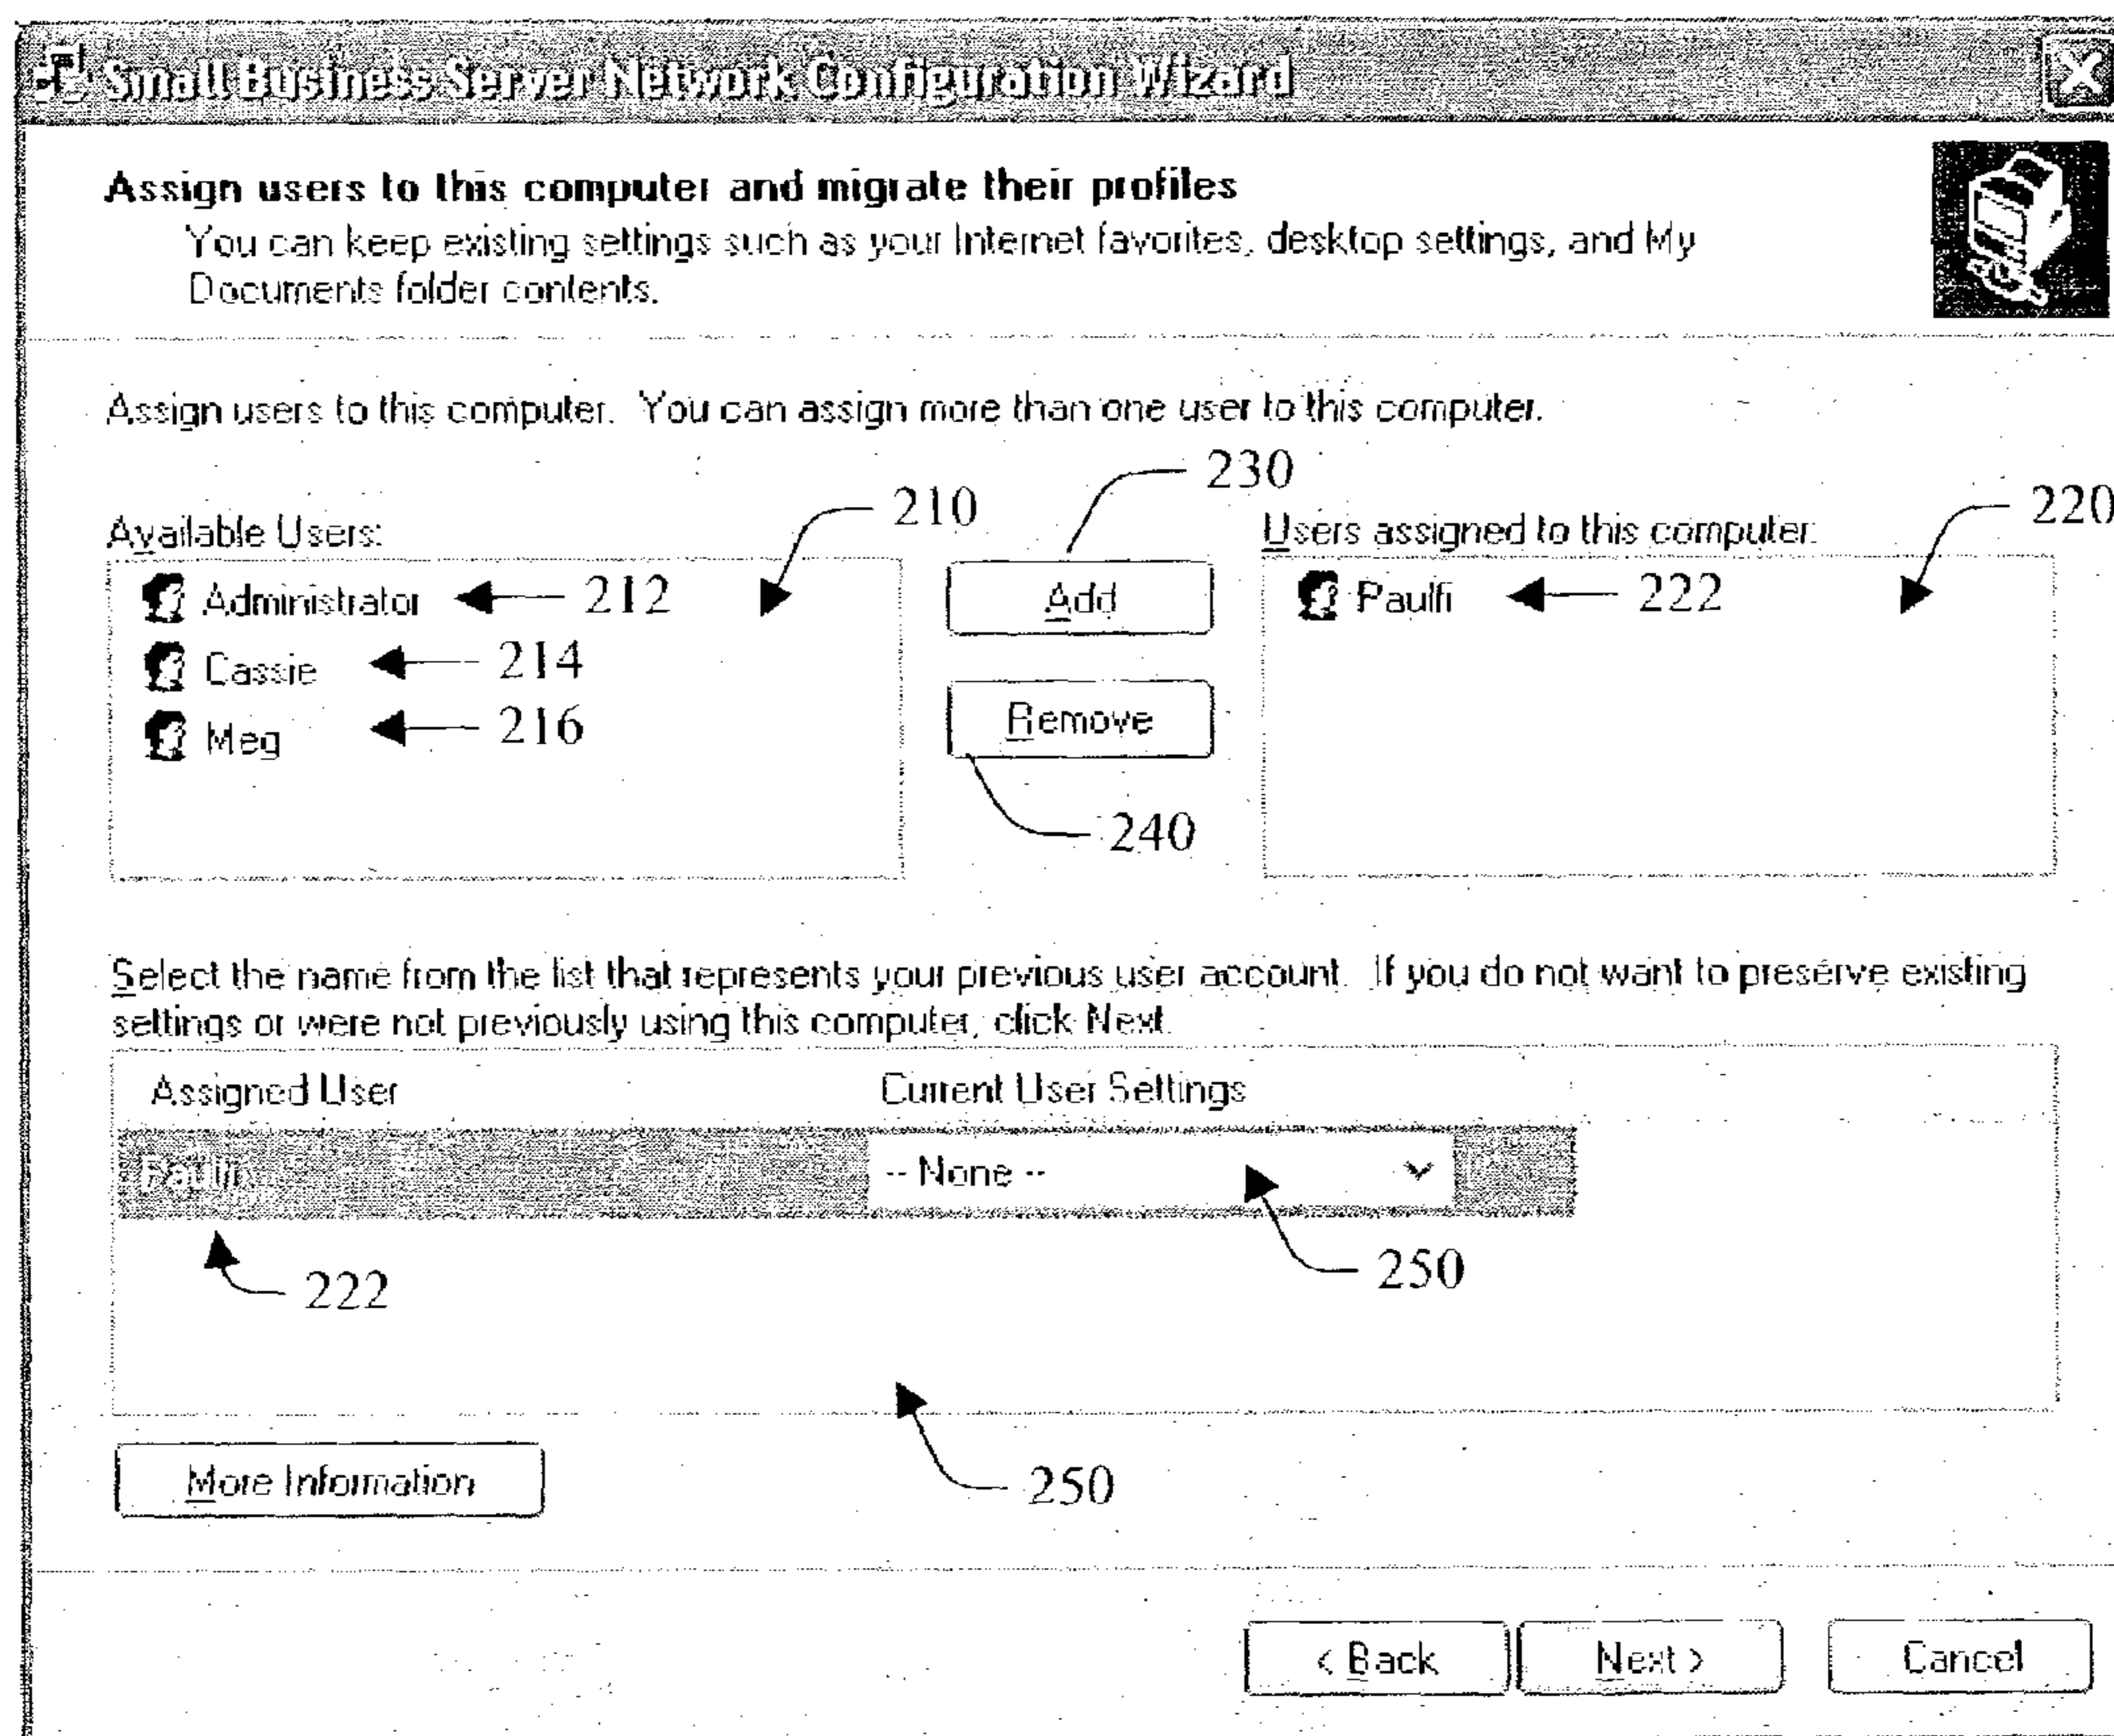 Small Business Server Network Configuration Wizard
Assign users to this computer and migrate their profiles
You can keep existing settings such as your Internet favorites, desktop settings, and My
Documents folder contents.
Assign users to this computer. You can assign more than one user to this computer.
230
210
220
Available Users:
Users assigned to this computer:
Administrator 212
Add
Paulfi 222
Cassie 214
Meg 216
Remove
240
Select the name from the list that represents your previous user account. If you do not want to preserve existing
settings or were not previously using this computer, click Next.
Assigned User Current User Settings
Paulfi -- None --
222
250
250
More Information
< Back Next > Cancel